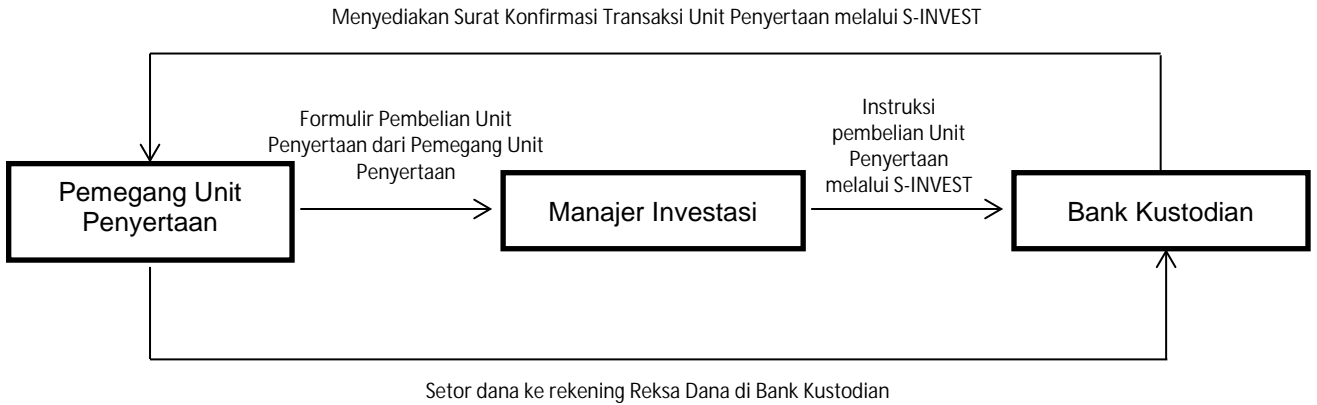 Menyediakan Surat Konfirmasi Transaksi Unit Penyertaan melalui S-INVEST
Formulir Pembelian Unit
Penyertaan dari Pemegang Unit
Penyertaan
Instruksi
pembelian Unit
Penyertaan
melalui S-INVEST
Pemegang Unit
Penyertaan
Manajer Investasi
Bank Kustodian
Setor dana ke rekening Reksa Dana di Bank Kustodian